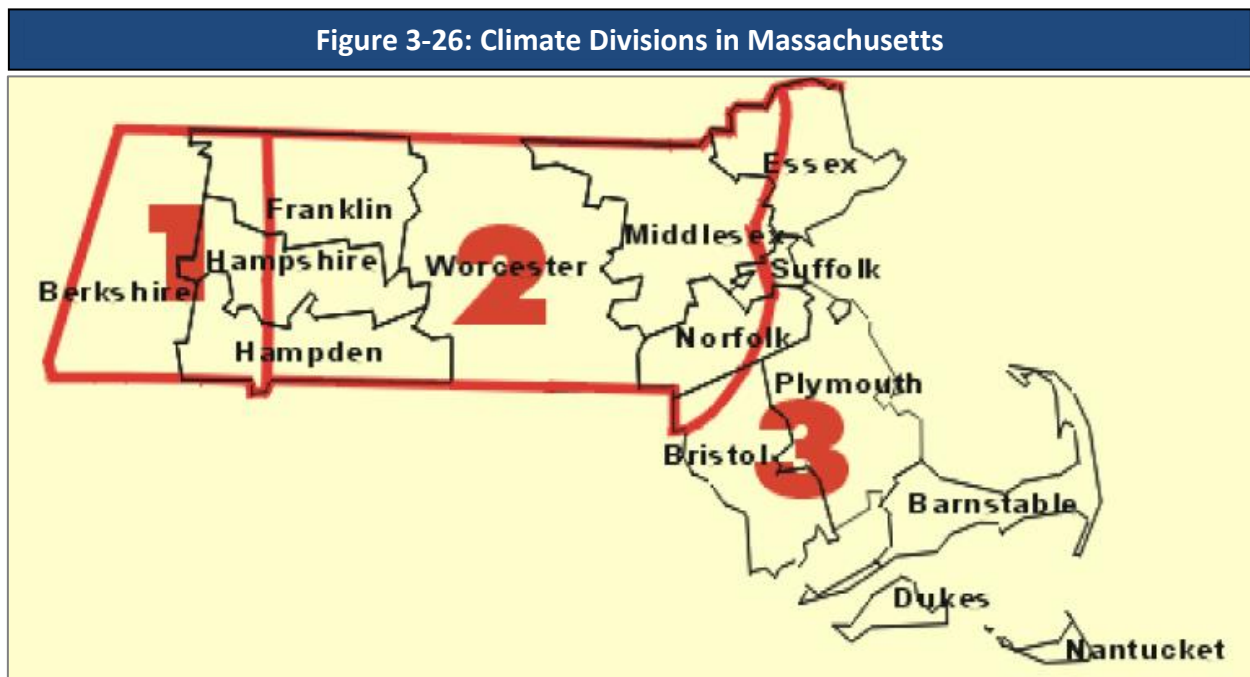 Figure 3-26: Climate Divisions in Massachusetts
Essex
Franklin
1
Middlesex
Hampshire
2
Worcester
Suffolk
Berkshire
Norfolk
Hampden
Plymouth
3
Bristol
Barnstable
Dukes
Nantucket